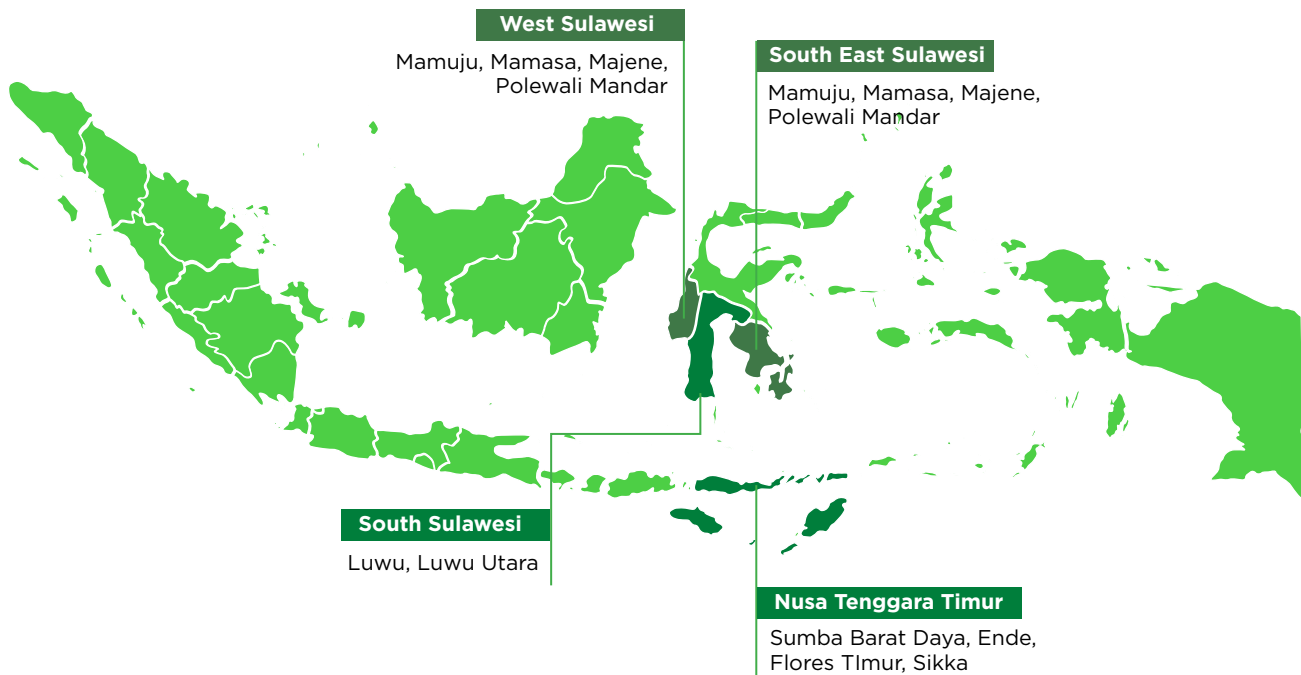 West Sulawesi
Mamuju, Mamasa, Majene,
Polewali Mandar
South East Sulawesi
Mamuju, Mamasa, Majene,
Polewali Mandar
South Sulawesi
Luwu, Luwu Utara
Nusa Tenggara Timur
Sumba Barat Daya, Ende,
Flores TImur, Sikka